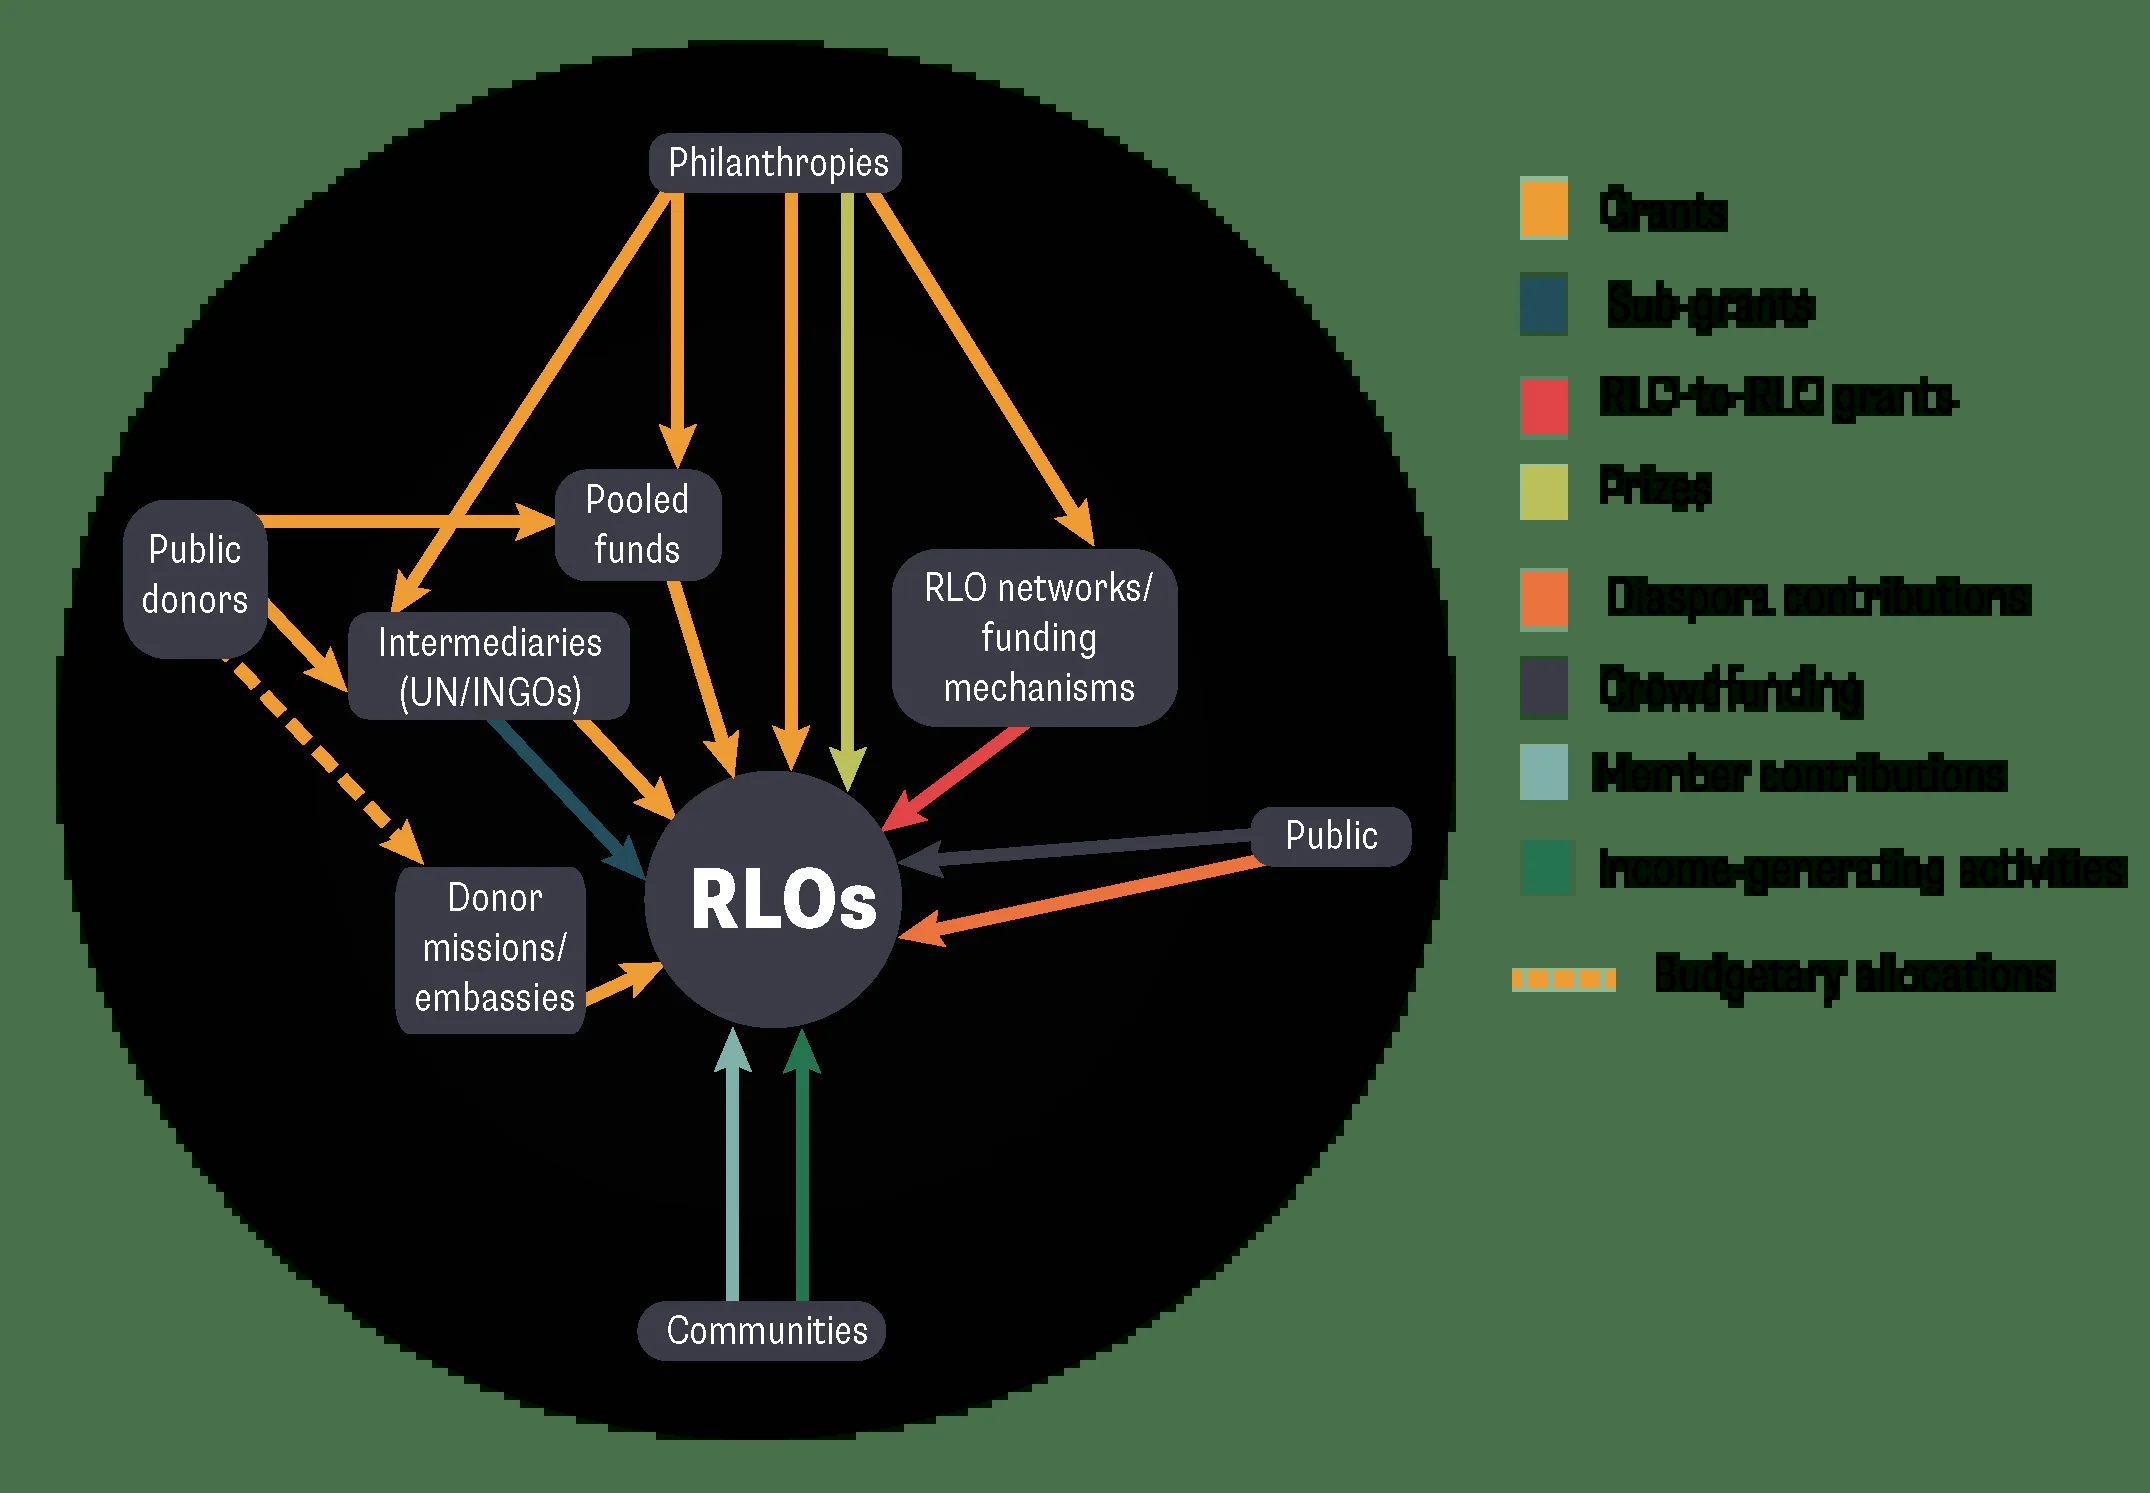 Philanthropies
Pooled
funds
Public
donors
Intermediaries
(UN/INGOs)
RLO networks/
funding
mechanisms
Public
Donor
missions/
embassies
RLOs
Communities
Grants
Sub-grants
RLO-to-RLO grants
Prizes
Diaspora contributions
Crowdfunding
Member contributions
Income-generating activities
Budgetary allocations